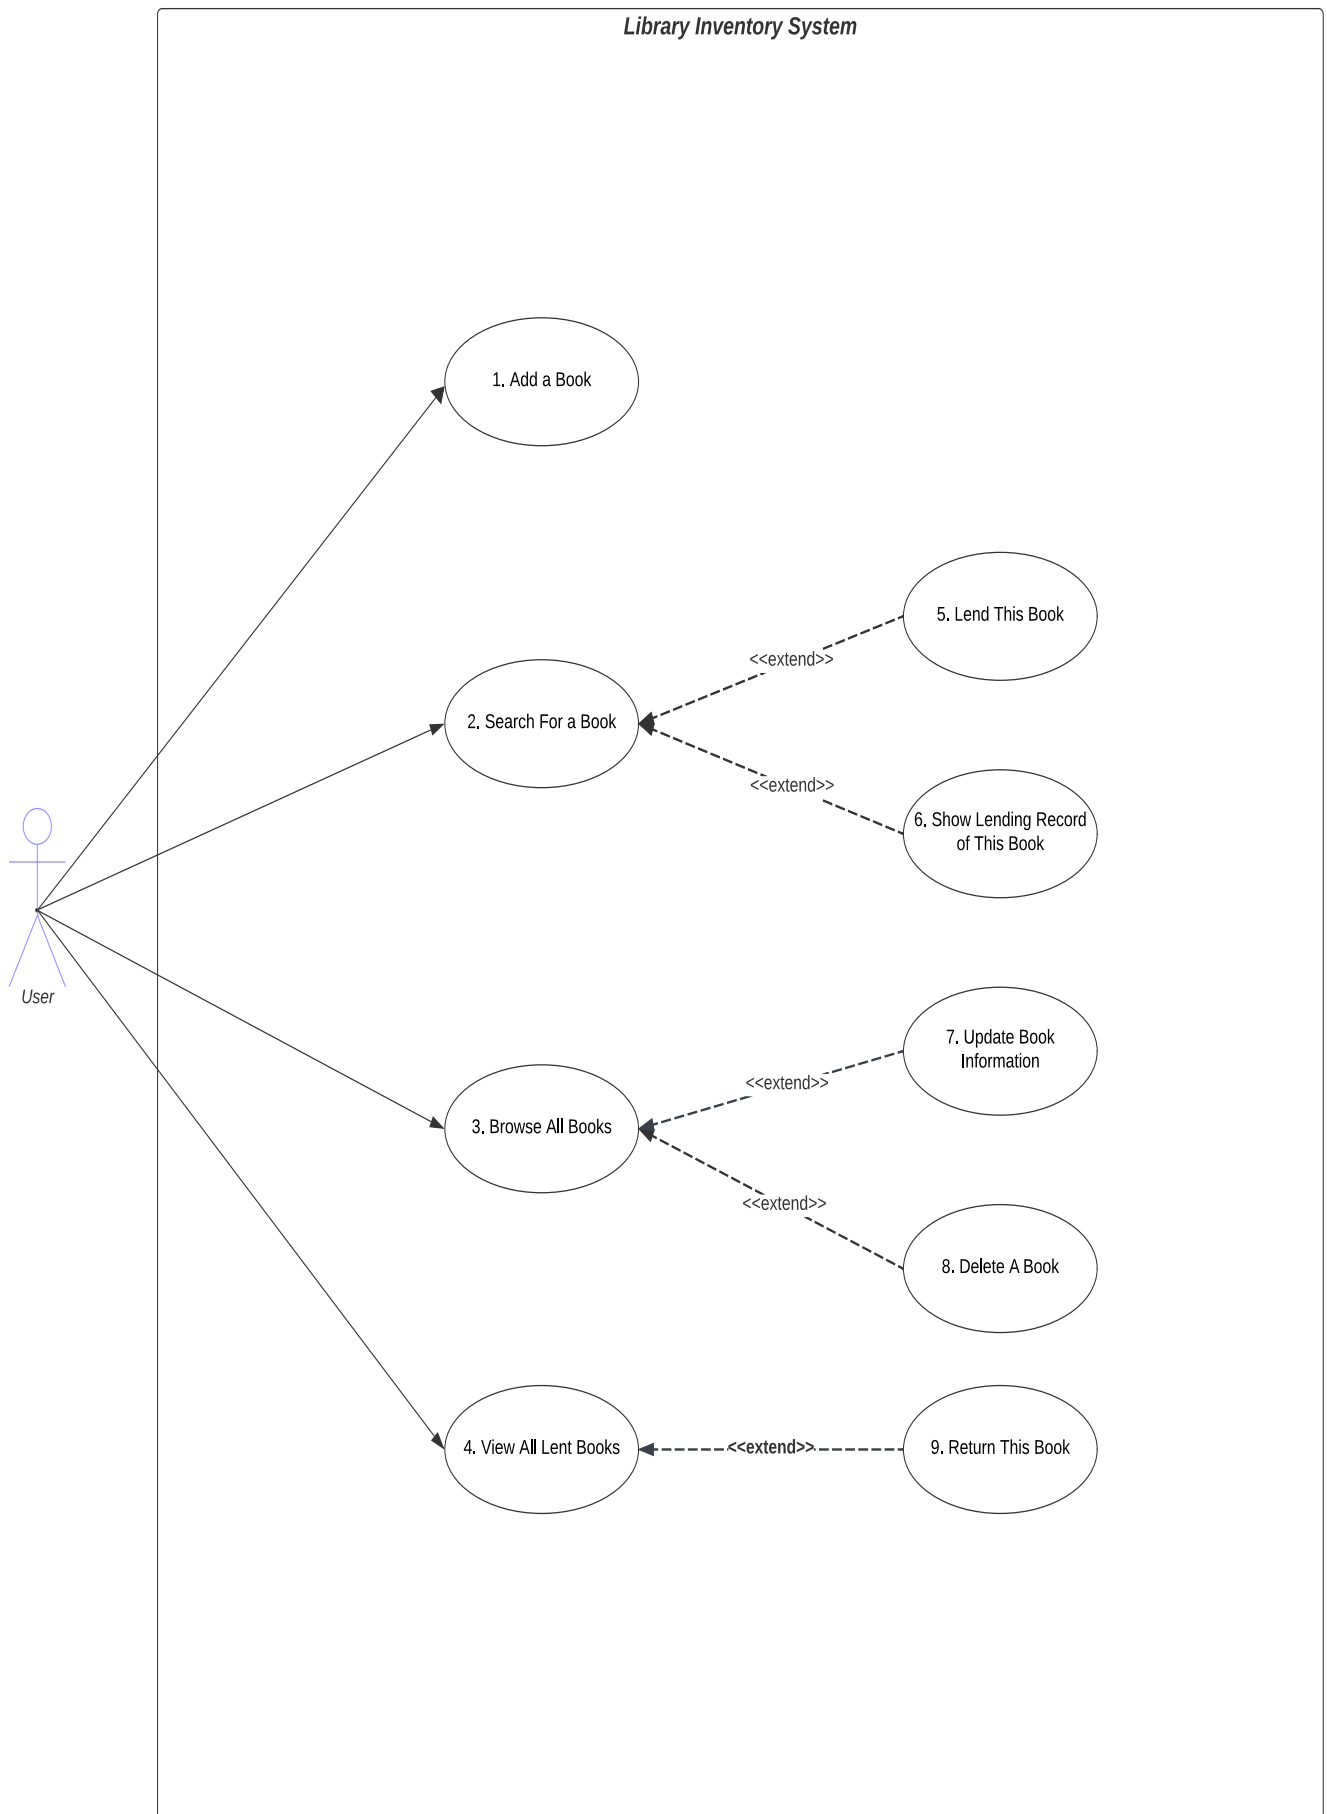 Library Inventory System
1. Add a Book
5. Lend This Book
<<extend>>
2. Search For a Book
<<extend>>
6. Show Lending Record
of This Book
User
7. Update Book
Information
<<extend>>
3. Browse All Books
<<extend>>
8. Delete A Book
4. View All Lent Books
<<extend>>
9. Return This Book